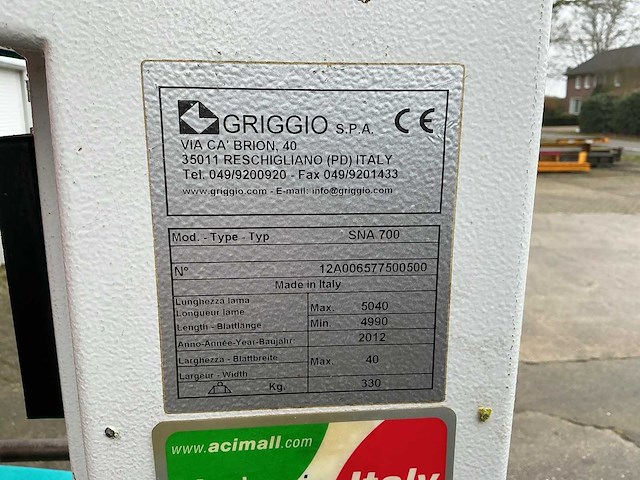 GRIGGIO S.P.A. CE
VIA CA' BRION, 40
35011 RESCHIGLIANO (PD) ITALY
Tel. 049/9200920 - Fax 049/9201433
www.griggio.com - E-mail: info@griggio.com
Mod. - Type - Typ SNA 700
N° 12A006577500500
Made in Italy
Lunghezza lama
Longueur lame Max. 5040
Length - Blattlänge Min. 4990
Anno-Année-Year-Baujahr 2012
Larghezza - Blattbreite Max. 40
Largeur - Width
Kg. 330
www.acimall.com
Italy